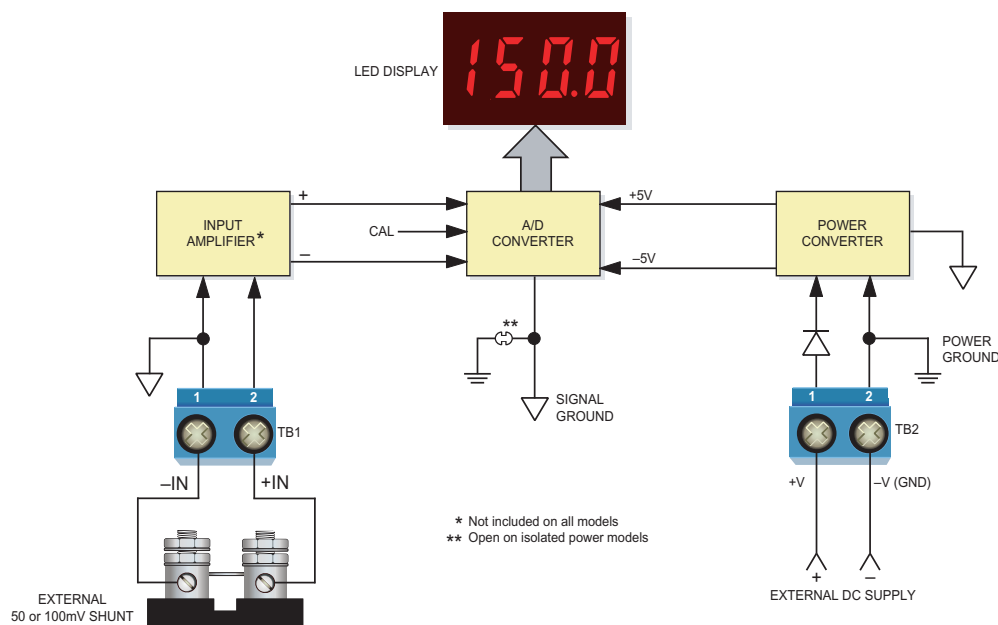 150.0
LED DISPLAY
+
+5V
INPUT
AMPLIFIER*
CAL
A/D
CONVERTER
POWER
CONVERTER
–
–5V
**
POWER
GROUND
1 2
SIGNAL
GROUND
1 2
TB1
TB2
–IN +IN
+V
–V (GND)
* Not included on all models
** Open on isolated power models
+ –
EXTERNAL DC SUPPLY
EXTERNAL
50 or 100mV SHUNT